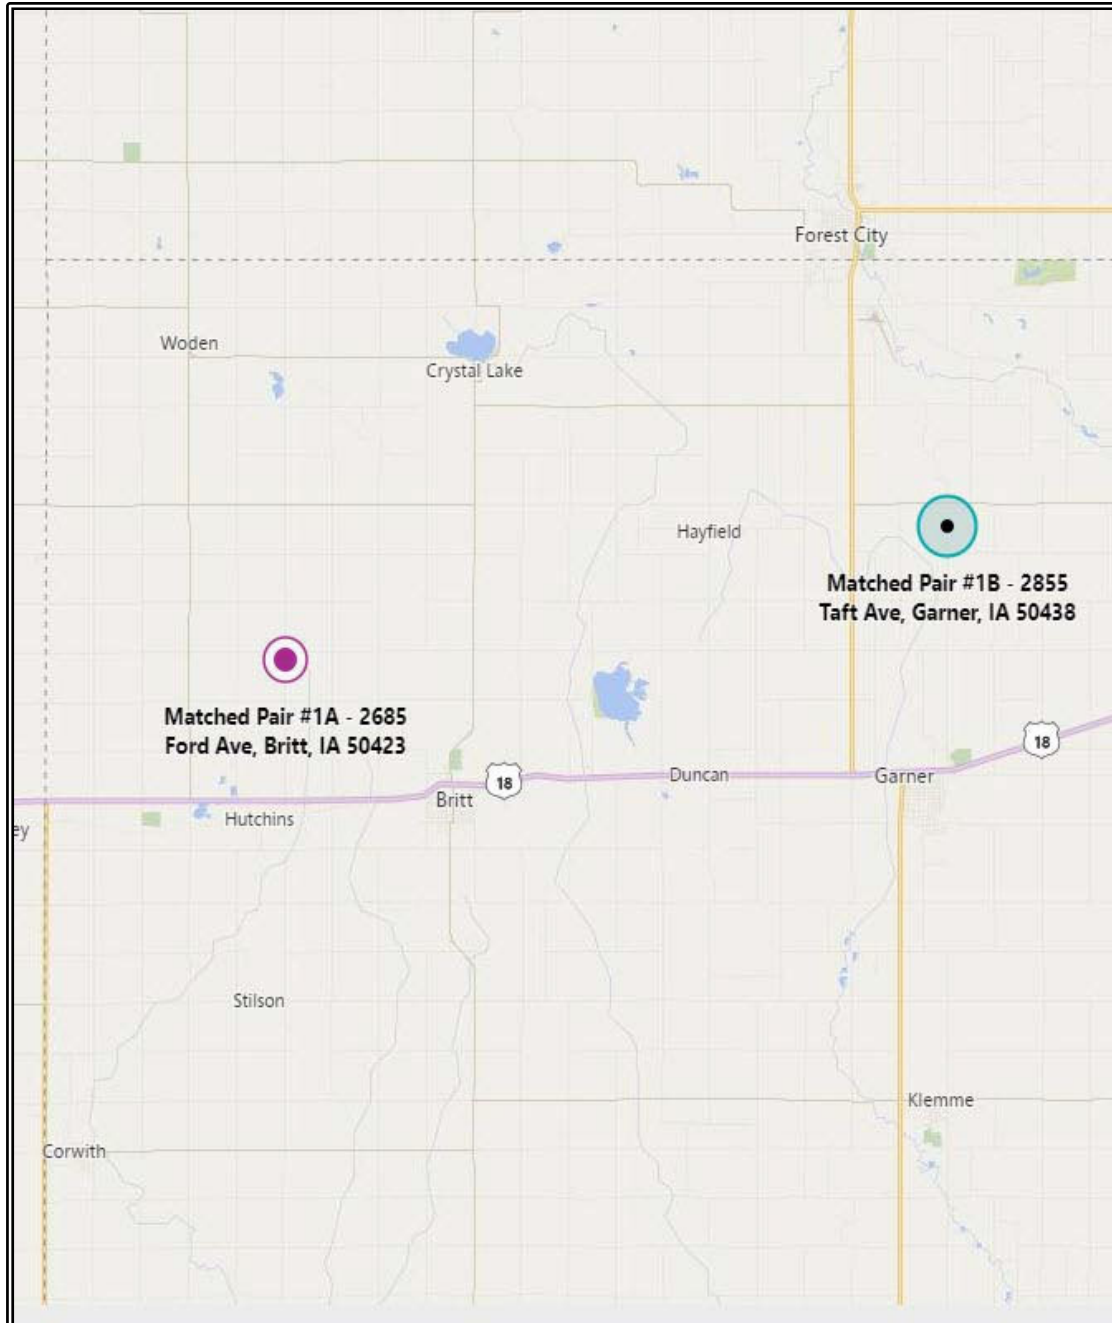 Forest City
Woden
Crystal Lake
Hayfield
Matched Pair #1B - 2855
Taft Ave, Garner, IA 50438
Matched Pair #1A - 2685
Ford Ave, Britt, IA 50423
18
18
Duncan
Garner
Britt
Hutchins
ey
Stilson
Klemme
Corwith